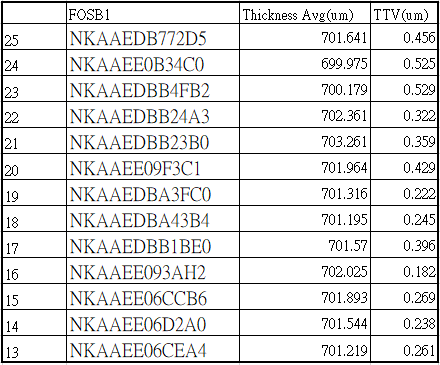 FOSB1 Thickness Avg(um) TTV(um)
25 NKAAEDB772D5 701.641 0.456
24 NKAAEE0B34C0 699.975 0.525
23 NKAAEDBB4FB2 700.179 0.529
22 NKAAEDBB24A3 702.361 0.322
21 NKAAEDBB23B0 703.261 0.359
20 NKAAEE09F3C1 701.964 0.429
19 NKAAEDBA3FC0 701.316 0.222
18 NKAAEDBA43B4 701.195 0.245
17 NKAAEDBB1BE0 701.57 0.396
16 NKAAEE093AH2 702.025 0.182
15 NKAAEE06CCB6 701.893 0.269
14 NKAAEE06D2A0 701.544 0.238
13 NKAAEE06CEA4 701.219 0.261